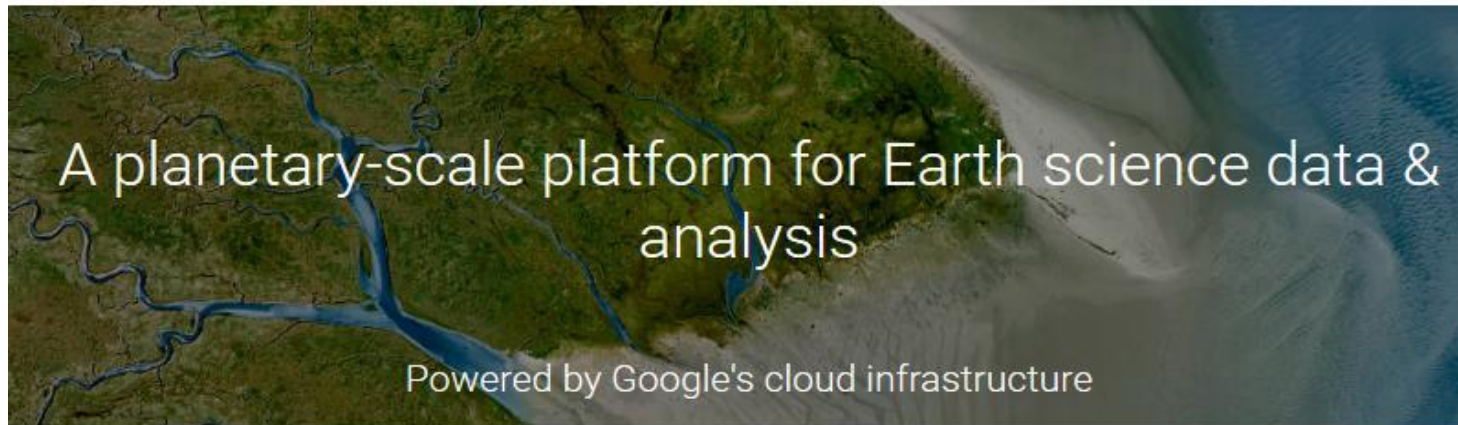 A planetary-scale platform for Earth science data &
analysis
Powered by Google's cloud infrastructure